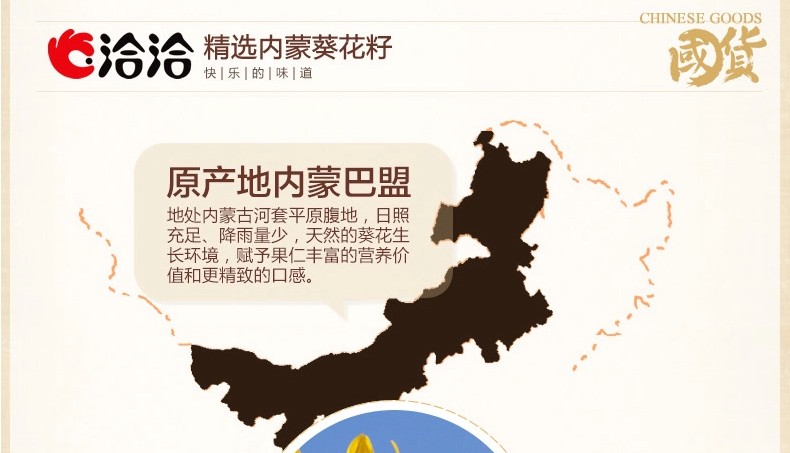 CHINESE GOODS
國貨
洽洽
精选内蒙葵花籽
快|乐|的|味|道
原产地内蒙巴盟
地处内蒙古河套平原腹地，日照
充足、降雨量少，天然的葵花生
长环境，赋予果仁丰富的营养价
值和更精致的口感。